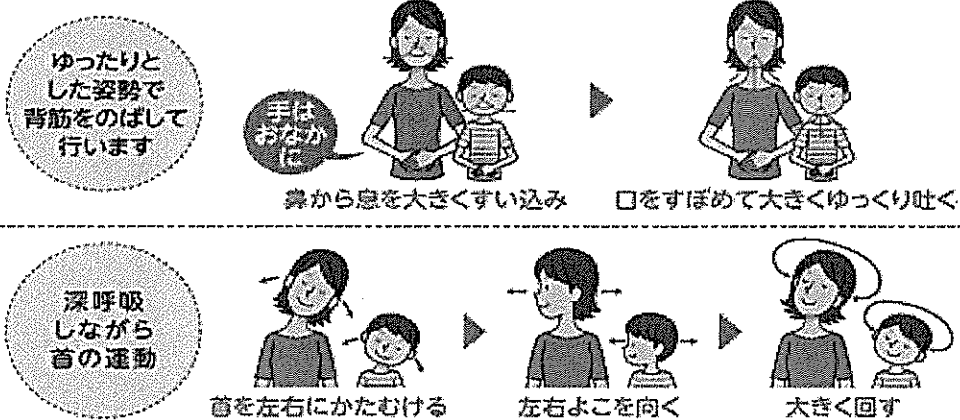 ゆったりと
した姿勢で
背筋をのばして
行います
手は
おなか
に
鼻から息を大きくすい込み
口をすぼめて大きくゆっくり吐く
深呼吸
しながら
首の運動
首を左右にかたむける
左右よこを向く
大きく回す